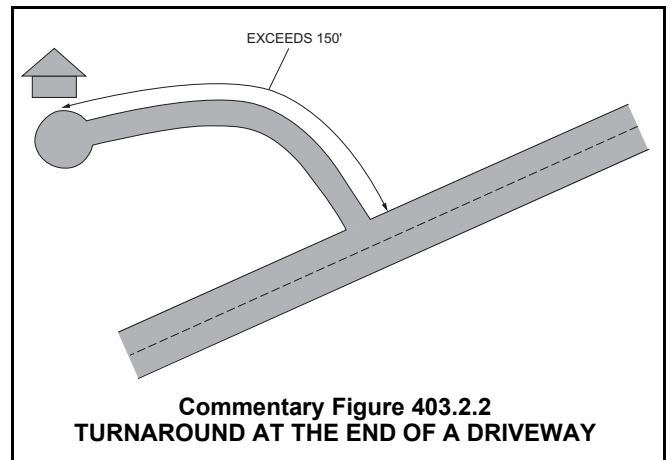 EXCEEDS 150'
Commentary Figure 403.2.2
TURNAROUND AT THE END OF A DRIVEWAY